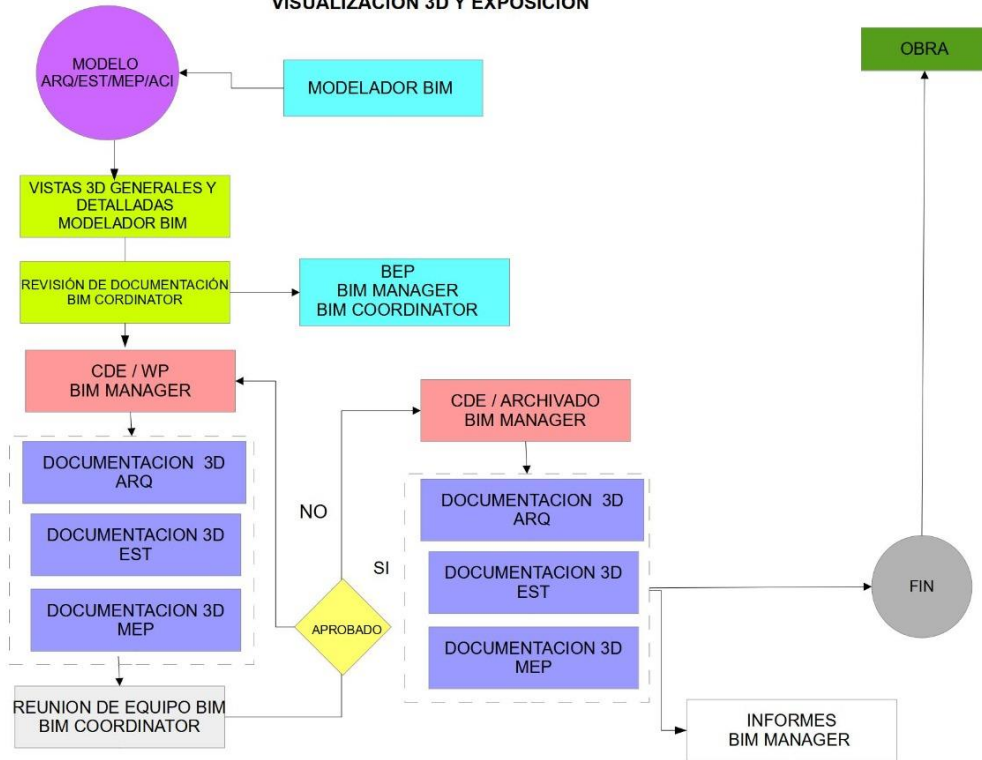 VISUALIZACIÓN 3D Y EXPOSICIÓN
MODELO
ARQ/EST/MEP/ACI
MODELADOR BIM
OBRA
VISTAS 3D GENERALES Y
DETALLADAS
MODELADOR BIM
REVISIÓN DE DOCUMENTACIÓN
BIM CORDINATOR
BEP
BIM MANAGER
BIM COORDINATOR
CDE / WP
BIM MANAGER
CDE / ARCHIVADO
BIM MANAGER
DOCUMENTACION 3D
ARQ
DOCUMENTACION 3D
EST
DOCUMENTACION 3D
MEP
NO
SI
APROBADO
DOCUMENTACION 3D
ARQ
DOCUMENTACION 3D
EST
DOCUMENTACION 3D
MEP
FIN
REUNION DE EQUIPO BIM
BIM COORDINATOR
INFORMES
BIM MANAGER